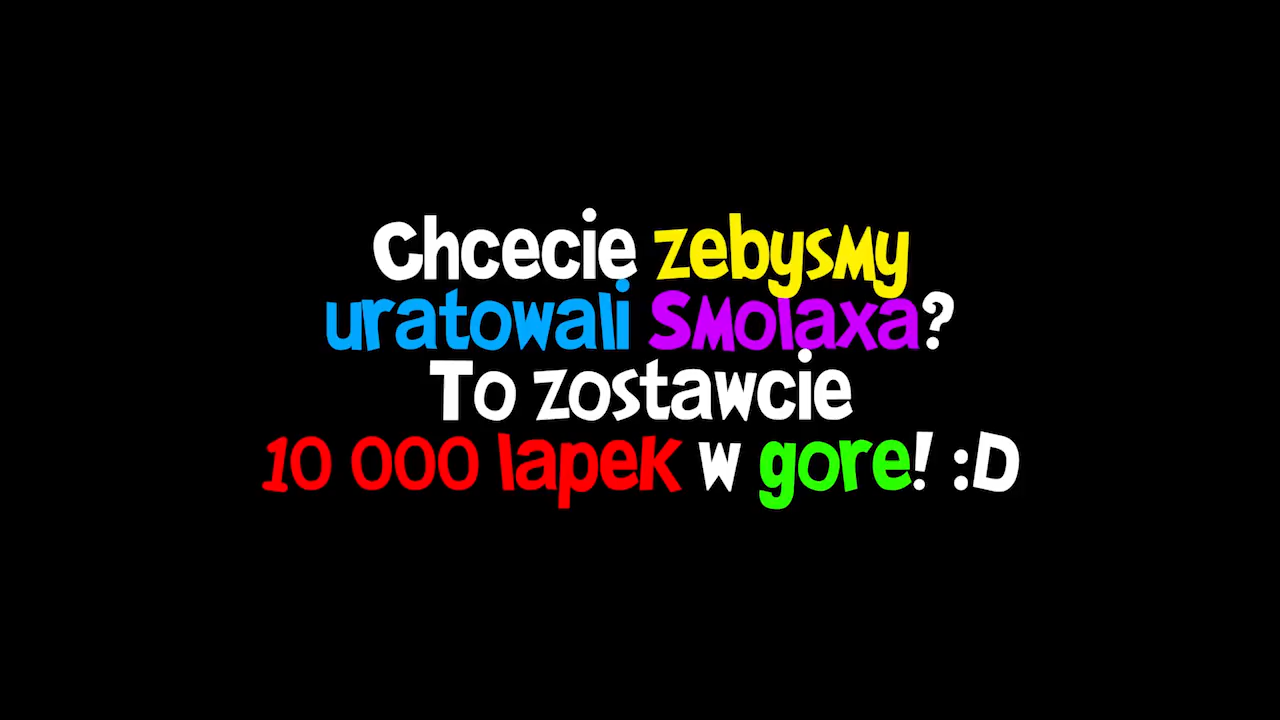 Chcecie zebysmy
uratowali Smolaxa?
To zostawcie
10 000 lapek w gore! :D